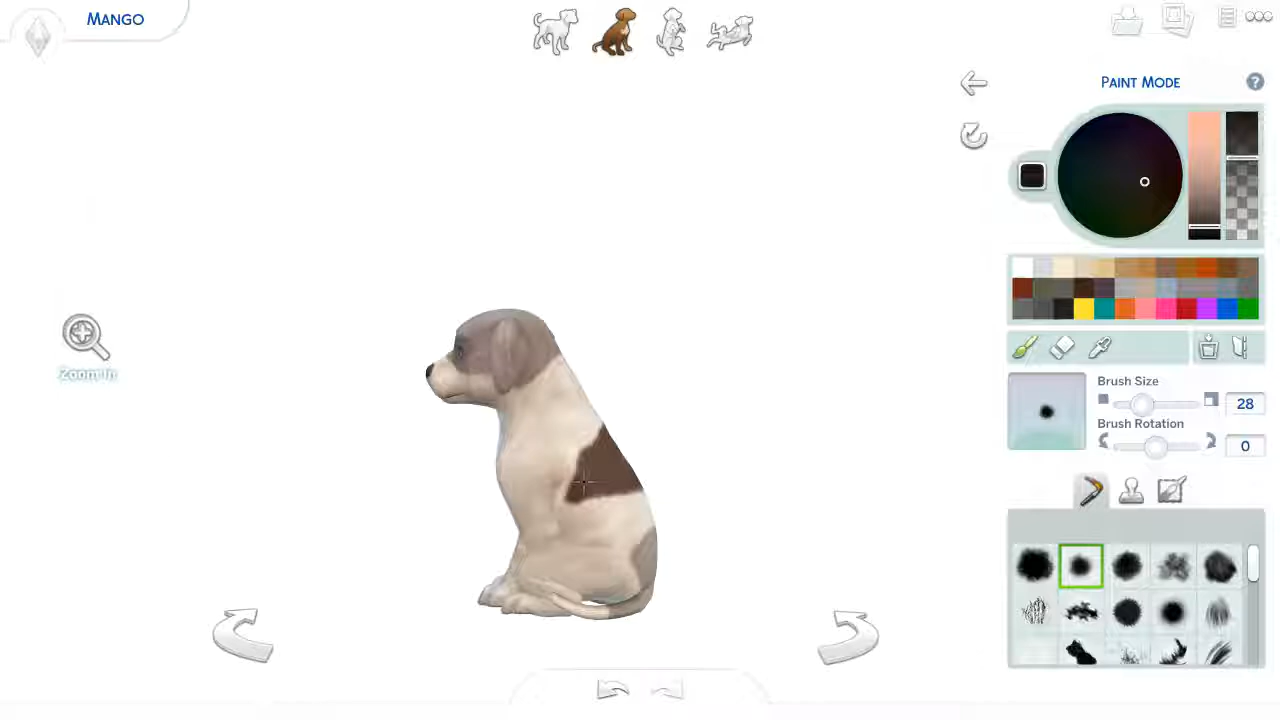 MANGO
PAINT MODE
?
Zoom In
Brush Size
28
Brush Rotation
0